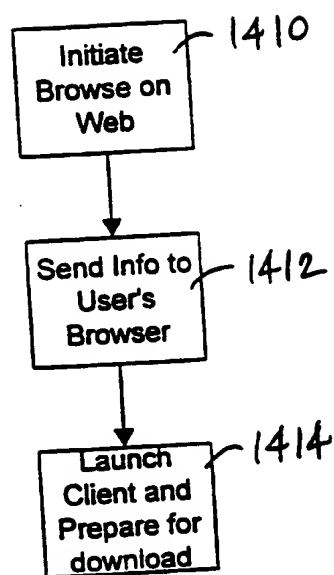 Initiate
Browse on
Web
1410
Send Info to
User's
Browser
1412
Launch
Client and
Prepare for
download
1414